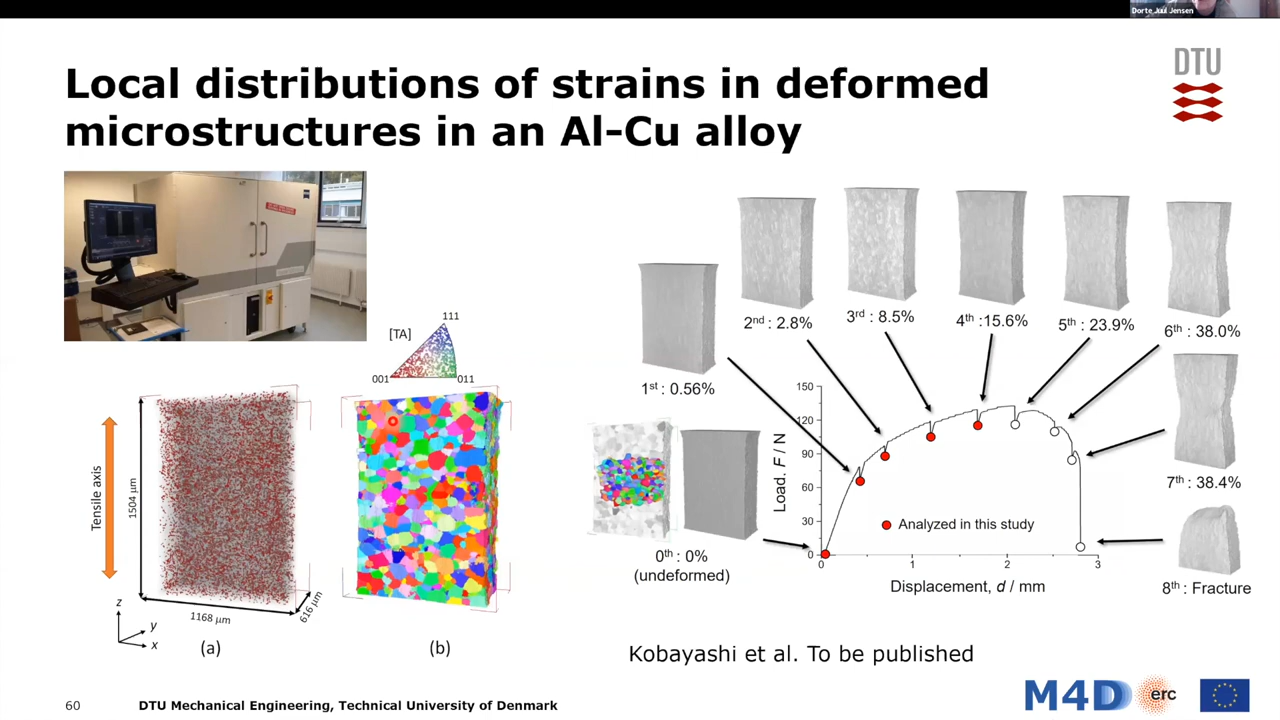 Dorte Juul Jensen
Local distributions of strains in deformed
microstructures in an Al-Cu alloy
DTU
111
[TA]
001
011
Tensile axis
1504 μm
1168 μm
616 μm
z
y
x
(a)
(b)
1st : 0.56%
2nd : 2.8%
3rd : 8.5%
4th :15.6%
5th : 23.9%
6th : 38.0%
7th : 38.4%
8th : Fracture
0th : 0%
(undeformed)
150
120
90
60
30
0
Load. F / N
Analyzed in this study
0
1
2
3
Displacement, d / mm
Kobayashi et al. To be published
60
DTU Mechanical Engineering, Technical University of Denmark
M4D
erc